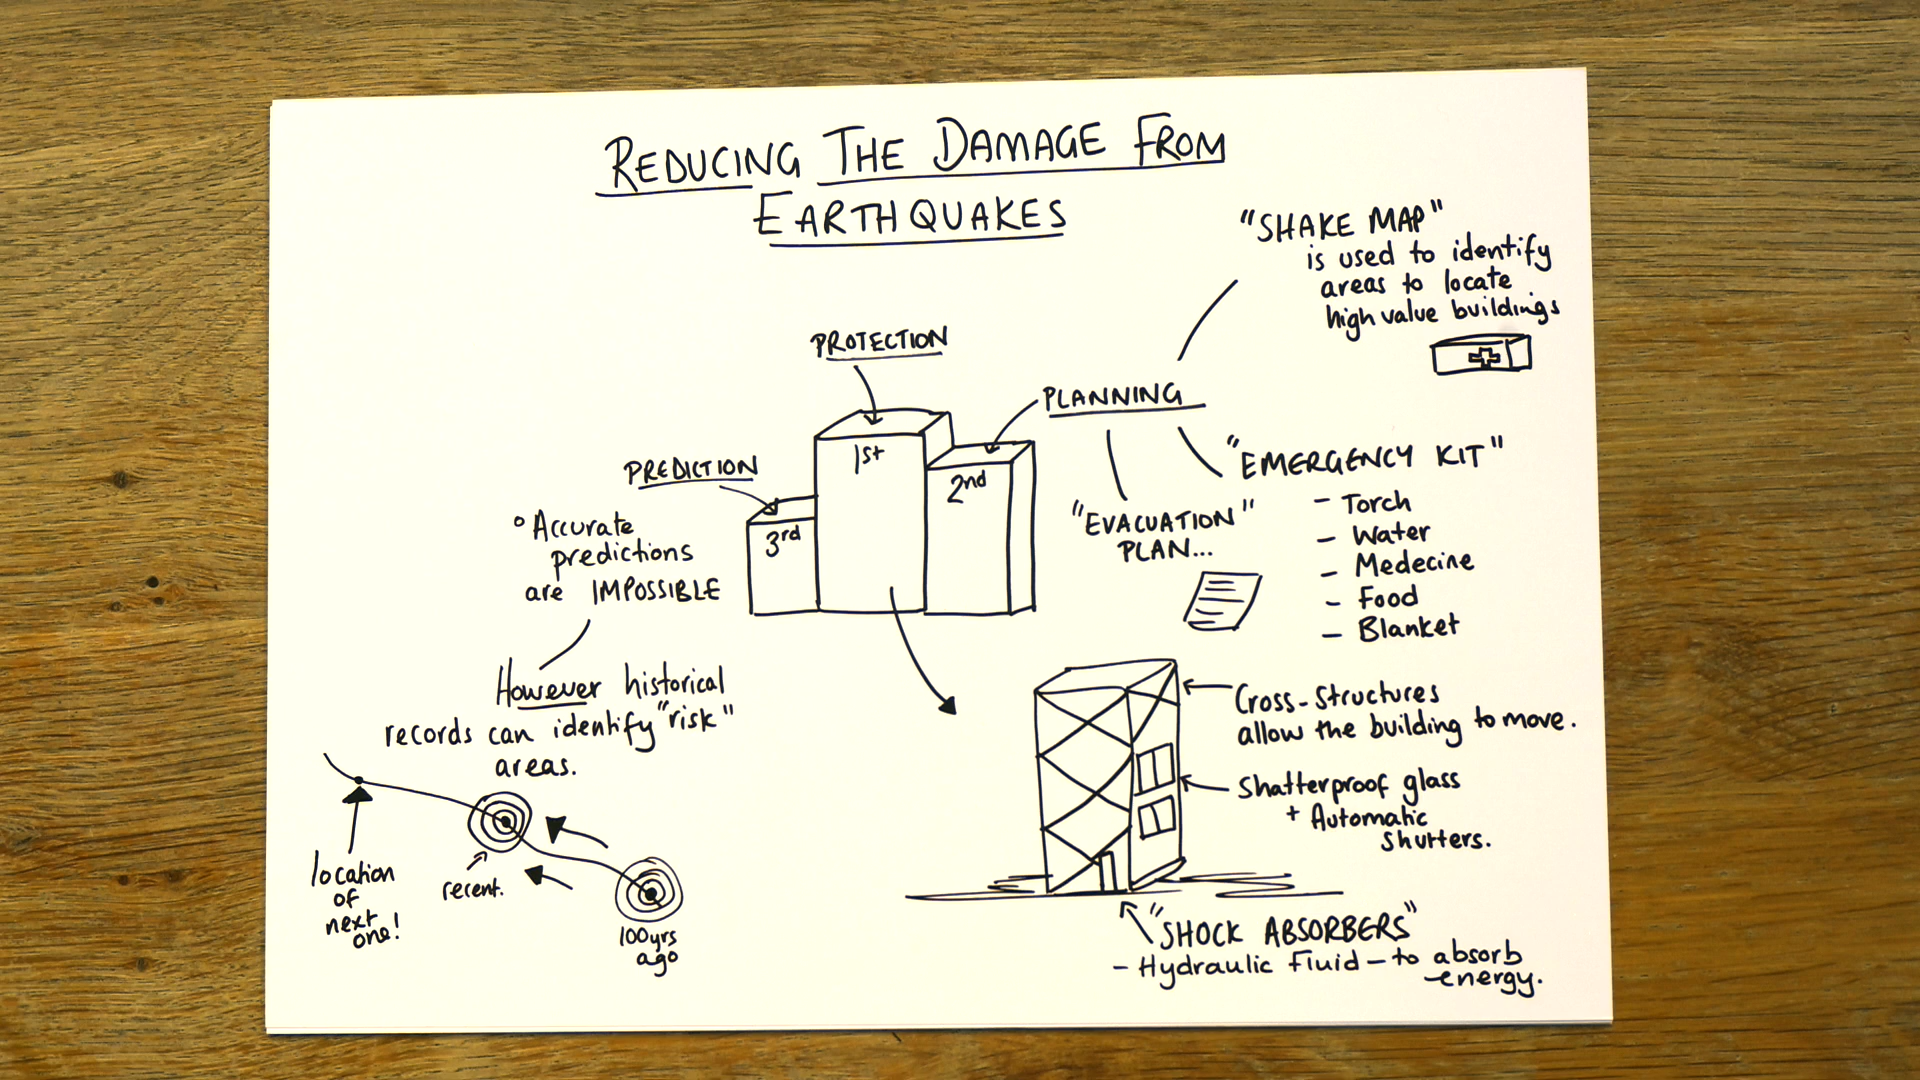 REDUCING THE DAMAGE FROM
EARTHQUAKES
"SHAKE MAP"
is used to identify
areas to locate
high value buildings
PROTECTION
PLANNING
PREDICTION
1st
2nd
3rd
"EMERGENCY KIT"
- Torch
- Water
- Medecine
- Food
- Blanket
"EVACUATION"
PLAN...
° Accurate
predictions
are IMPOSSIBLE
However historical
records can identify "risk"
areas.
location
of
next
one!
recent.
100yrs
ago
Cross-Structures
allow the building to move.
Shatterproof glass
+ Automatic
Shutters.
"SHOCK ABSORBERS"
- Hydraulic Fluid - to absorb
energy.